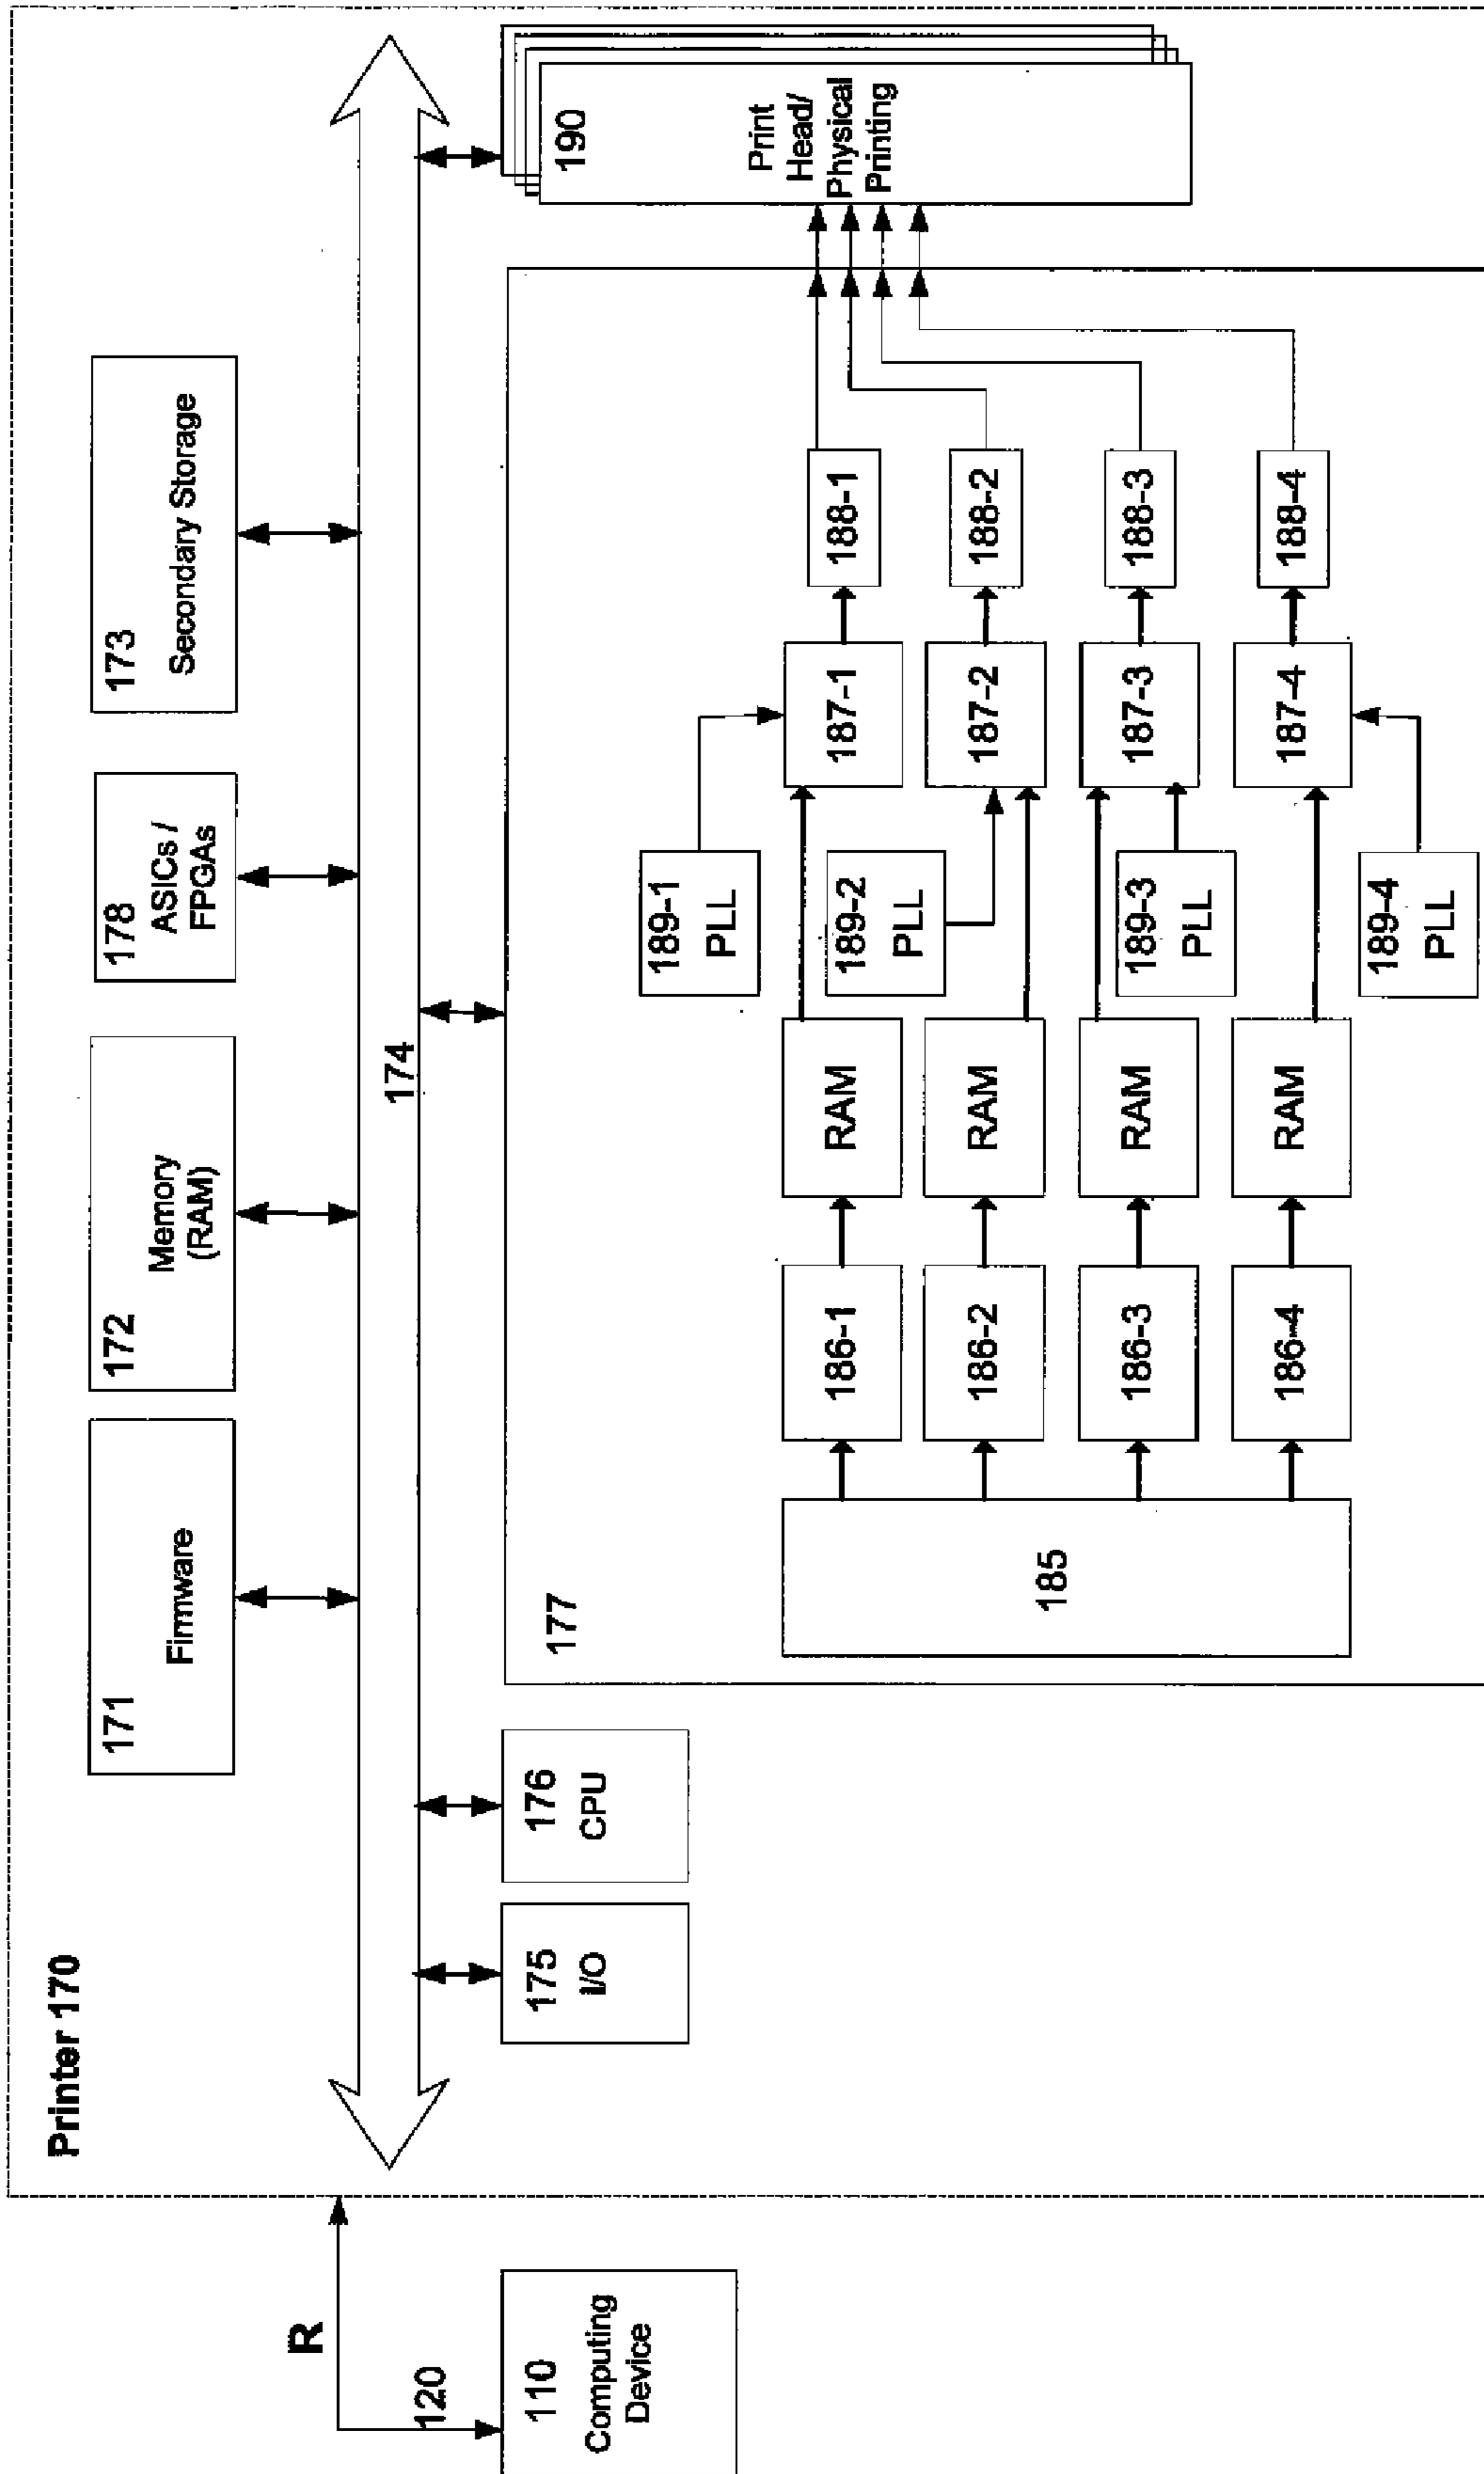 Printer 170
171
Firmware
172
Memory
(RAM)
178
ASICs /
FPGAs
173
Secondary Storage
R
120
174
110
Computing
Device
175
I/O
176
CPU
177
190
Print
Head/
Physical
Printing
185
186-1
RAM
189-1
PLL
187-1
188-1
186-2
RAM
189-2
PLL
187-2
188-2
186-3
RAM
189-3
PLL
187-3
188-3
186-4
RAM
189-4
PLL
187-4
188-4